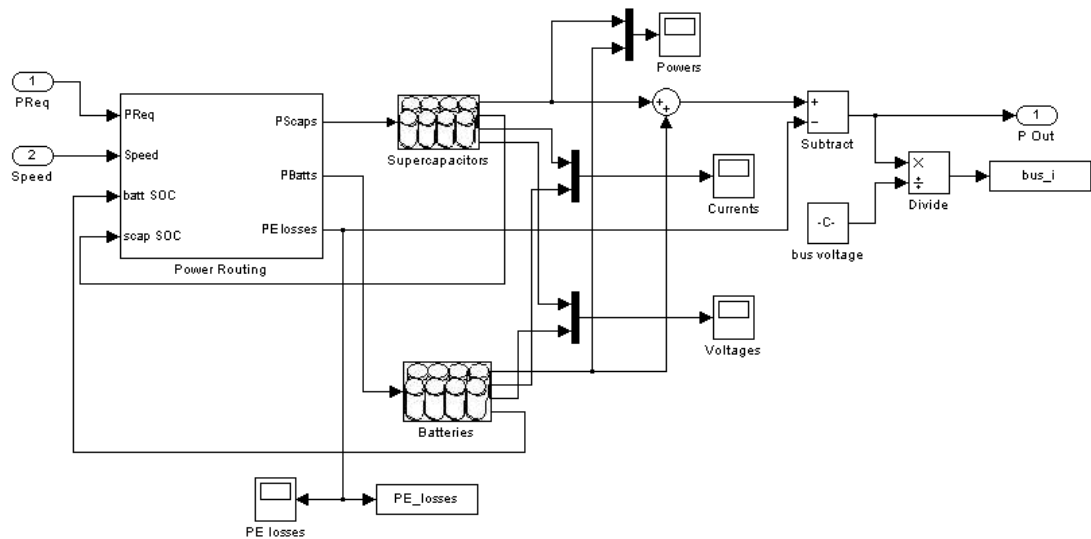 1
PReq
2
Speed
PReq
Speed
batt SOC
scap SOC
PScaps
PBatts
PE losses
Power Routing
Supercapacitors
Batteries
Powers
Currents
Voltages
+
+
+
−
Subtract
1
P Out
×
÷
Divide
bus_i
-C-
bus voltage
PE losses
PE_losses